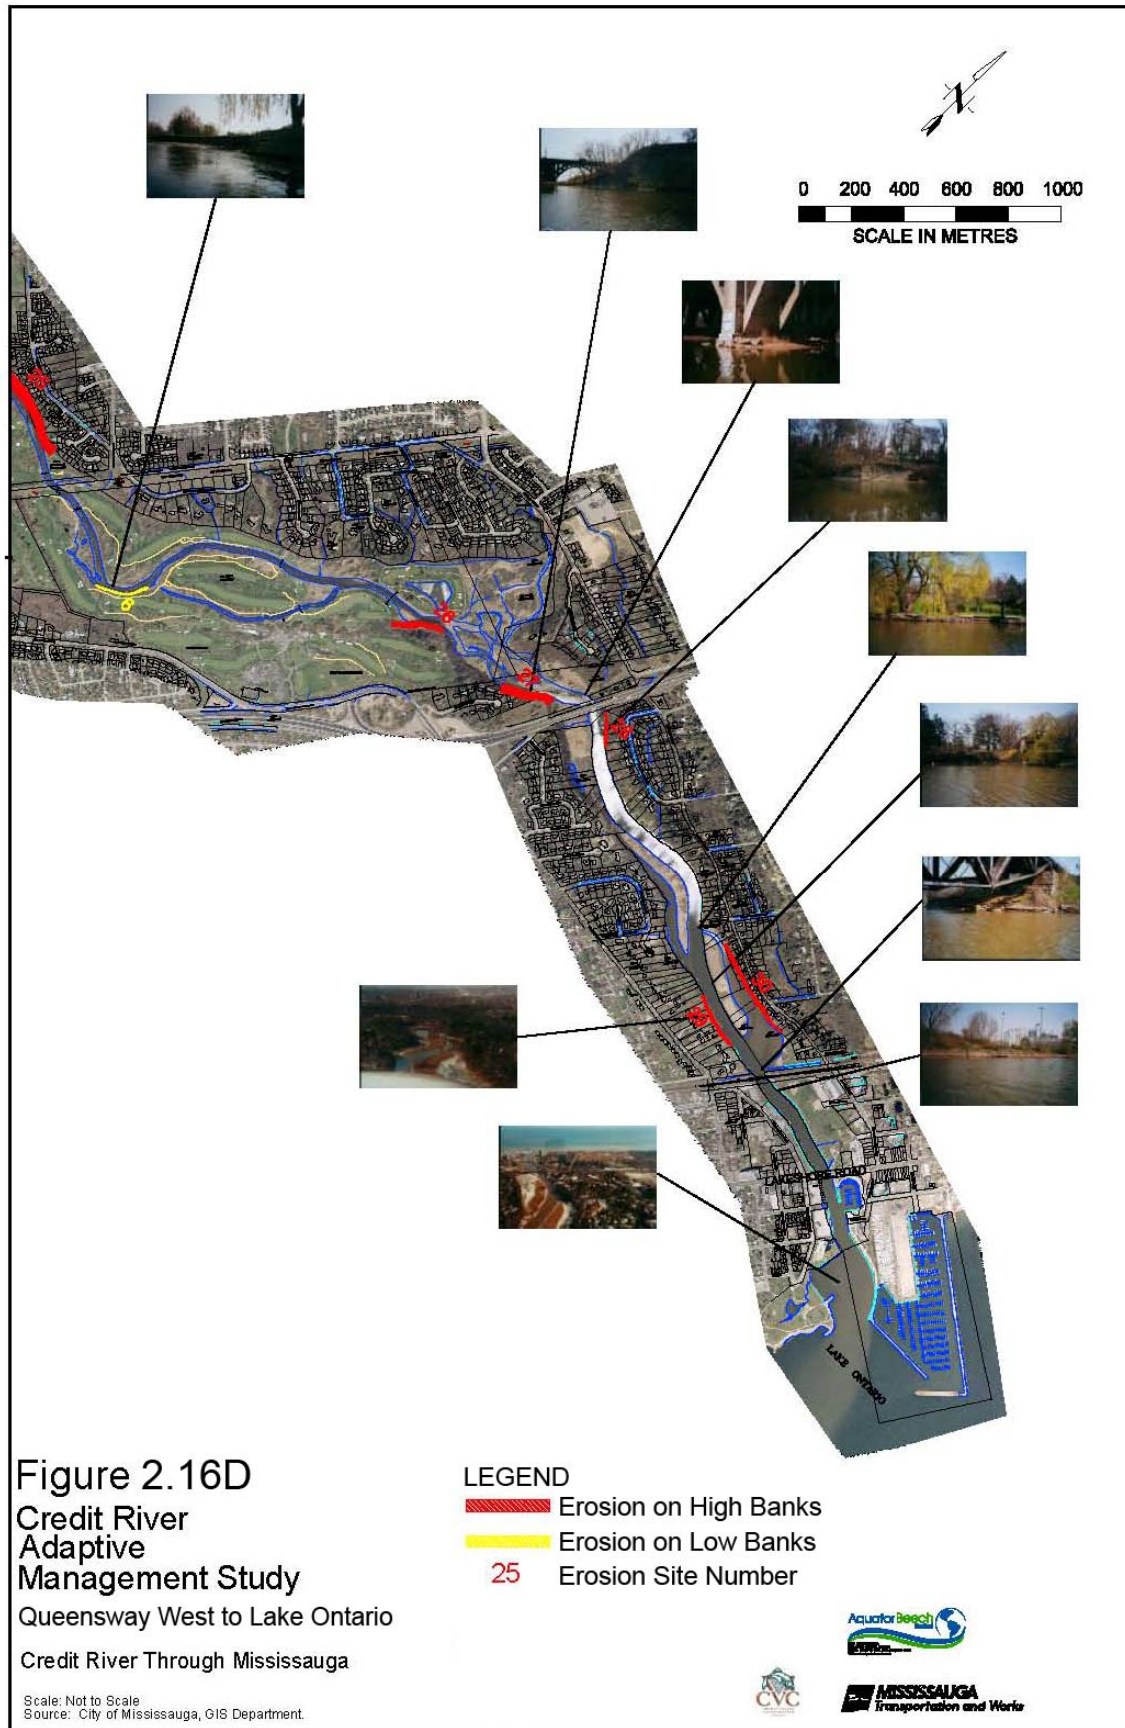 N
0 200 400 600 800 1000
SCALE IN METRES
LAKESHORE ROAD
LAKE ONTARIO
Figure 2.16D
Credit River
Adaptive
Management Study
Queensway West to Lake Ontario
Credit River Through Mississauga
Scale: Not to Scale
Source: City of Mississauga, GIS Department.
LEGEND
Erosion on High Banks
Erosion on Low Banks
25 Erosion Site Number
Aquafor Beech
CVC
MISSISSAUGA
Transportation and Works